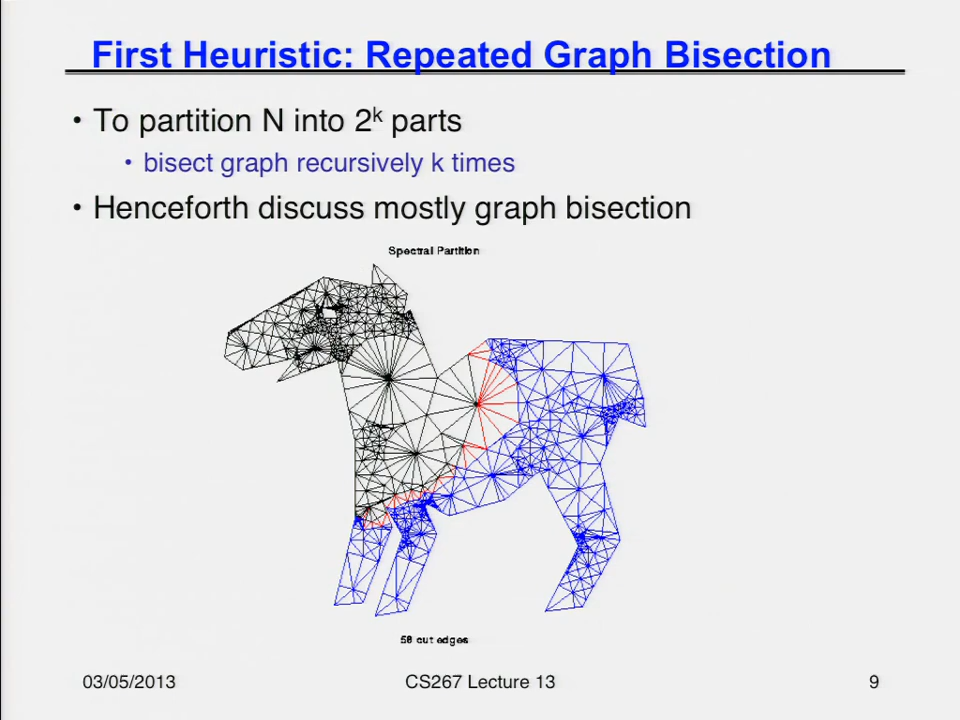 First Heuristic: Repeated Graph Bisection
• To partition N into 2ᵏ parts
• bisect graph recursively k times
• Henceforth discuss mostly graph bisection
Spectral Partition
58 cut edges
03/05/2013 CS267 Lecture 13 9